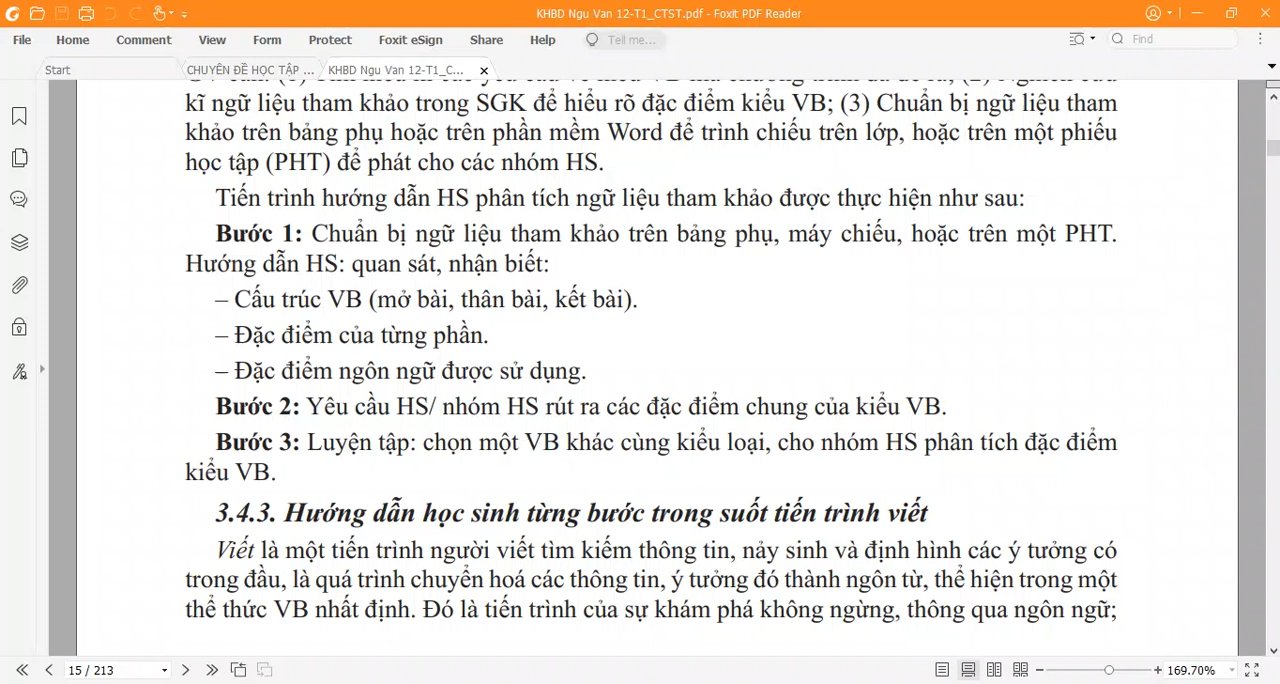 KHBD Ngu Van 12-T1_CTST.pdf - Foxit PDF Reader
File Home Comment View Form Protect Foxit eSign Share Help Tell me... Find
Start CHUYÊN ĐỀ HỌC TẬP ... KHBD Ngu Van 12-T1_C...
kĩ ngữ liệu tham khảo trong SGK để hiểu rõ đặc điểm kiểu VB; (3) Chuẩn bị ngữ liệu tham
khảo trên bảng phụ hoặc trên phần mềm Word để trình chiếu trên lớp, hoặc trên một phiếu
học tập (PHT) để phát cho các nhóm HS.
Tiến trình hướng dẫn HS phân tích ngữ liệu tham khảo được thực hiện như sau:
Bước 1: Chuẩn bị ngữ liệu tham khảo trên bảng phụ, máy chiếu, hoặc trên một PHT.
Hướng dẫn HS: quan sát, nhận biết:
– Cấu trúc VB (mở bài, thân bài, kết bài).
– Đặc điểm của từng phần.
– Đặc điểm ngôn ngữ được sử dụng.
Bước 2: Yêu cầu HS/ nhóm HS rút ra các đặc điểm chung của kiểu VB.
Bước 3: Luyện tập: chọn một VB khác cùng kiểu loại, cho nhóm HS phân tích đặc điểm
kiểu VB.
3.4.3. Hướng dẫn học sinh từng bước trong suốt tiến trình viết
Viết là một tiến trình người viết tìm kiếm thông tin, nảy sinh và định hình các ý tưởng có
trong đầu, là quá trình chuyển hoá các thông tin, ý tưởng đó thành ngôn từ, thể hiện trong một
thể thức VB nhất định. Đó là tiến trình của sự khám phá không ngừng, thông qua ngôn ngữ;
15 / 213 169.70%